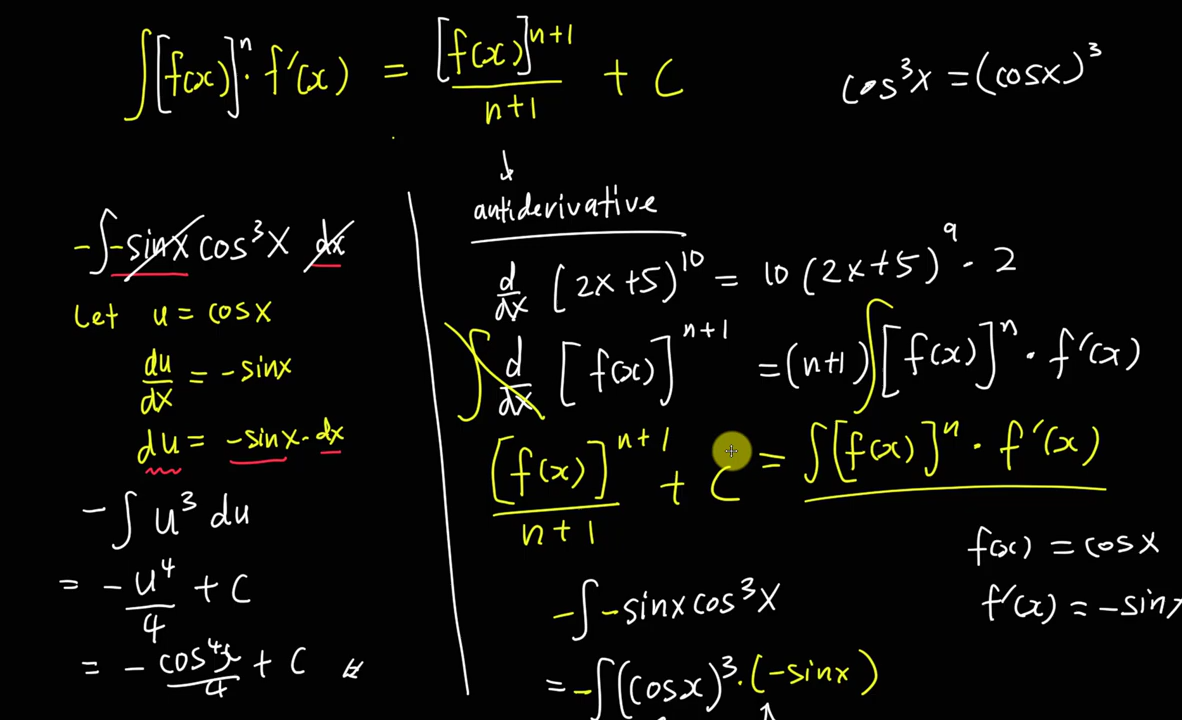 ∫[f(x)]ⁿ · f'(x) = [f(x)]ⁿ⁺¹ / n+1 + C
cos³x = (cosx)³
↓
antiderivative
-∫-sinx cos³x dx
Let u = cosx
du/dx = -sinx
du = -sinx · dx
-∫u³ du
= -u⁴/4 + C
= -cos⁴x/4 + C
d/dx (2x+5)¹⁰ = 10(2x+5)⁹ · 2
∫ d/dx [f(x)]ⁿ⁺¹ = (n+1)∫[f(x)]ⁿ · f'(x)
[f(x)]ⁿ⁺¹ / n+1 + C = ∫[f(x)]ⁿ · f'(x)
f(x) = cosx
f'(x) = -sinx
-∫-sinx cos³x
= -∫(cosx)³ · (-sinx)